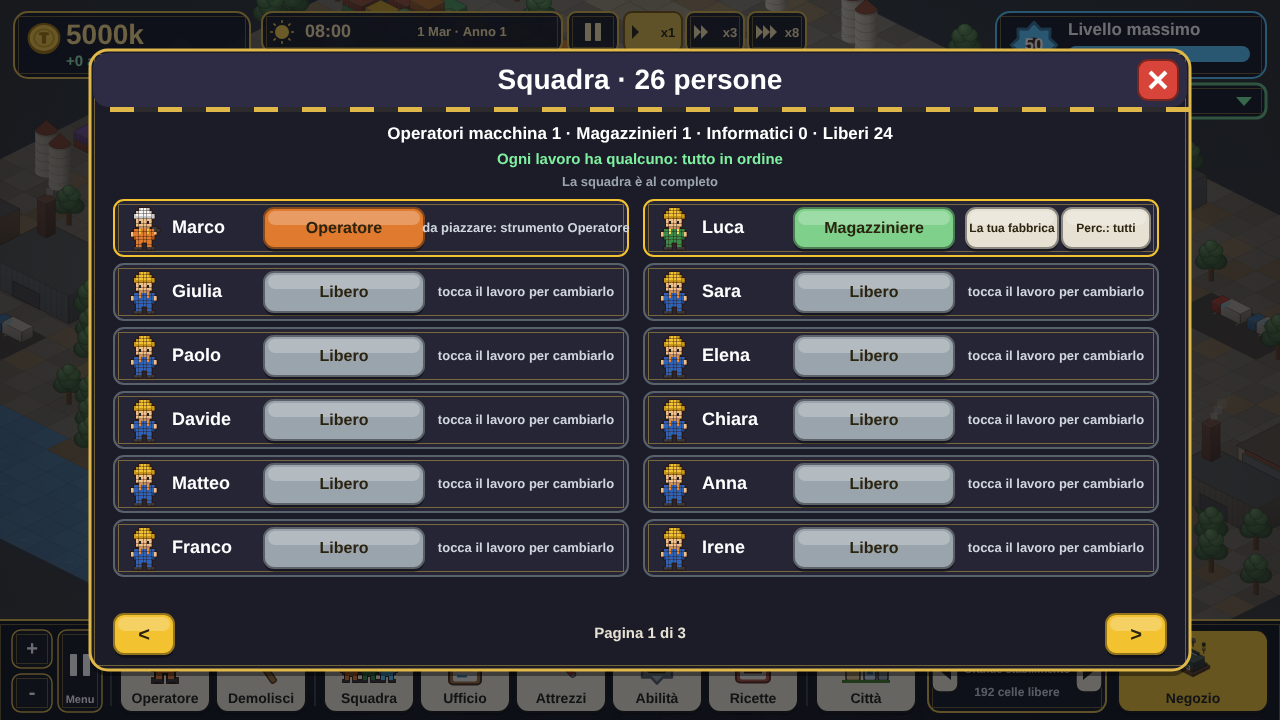 5000k
+0
08:00
1 Mar · Anno 1
x1
x3
x8
50
Livello massimo
Squadra · 26 persone
Operatori macchina 1 · Magazzinieri 1 · Informatici 0 · Liberi 24
Ogni lavoro ha qualcuno: tutto in ordine
La squadra è al completo
Marco
Operatore
da piazzare: strumento Operatore
Luca
Magazziniere
La tua fabbrica
Perc.: tutti
Giulia
Libero
tocca il lavoro per cambiarlo
Sara
Libero
tocca il lavoro per cambiarlo
Paolo
Libero
tocca il lavoro per cambiarlo
Elena
Libero
tocca il lavoro per cambiarlo
Davide
Libero
tocca il lavoro per cambiarlo
Chiara
Libero
tocca il lavoro per cambiarlo
Matteo
Libero
tocca il lavoro per cambiarlo
Anna
Libero
tocca il lavoro per cambiarlo
Franco
Libero
tocca il lavoro per cambiarlo
Irene
Libero
tocca il lavoro per cambiarlo
<
Pagina 1 di 3
>
+
-
Menu
Operatore
Demolisci
Squadra
Ufficio
Attrezzi
Abilità
Ricette
Città
192 celle libere
Negozio